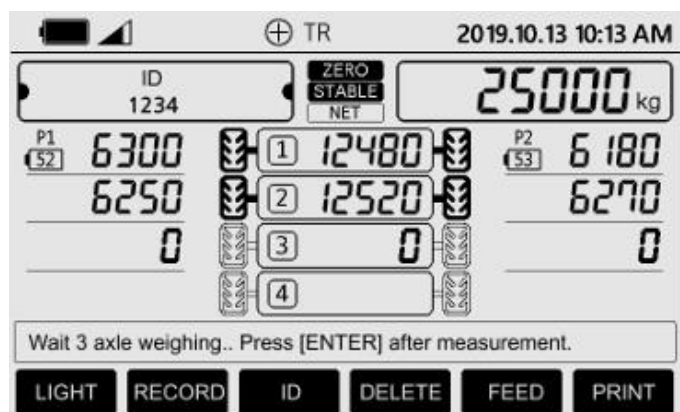 TR 2019.10.13 10:13 AM
ID
1234
ZERO
STABLE
NET
25000 kg
P1
52
6300 1 12480 P2 53 6180
6250 2 12520 6270
0 3 0 0
4
Wait 3 axle weighing.. Press [ENTER] after measurement.
LIGHT RECORD ID DELETE FEED PRINT